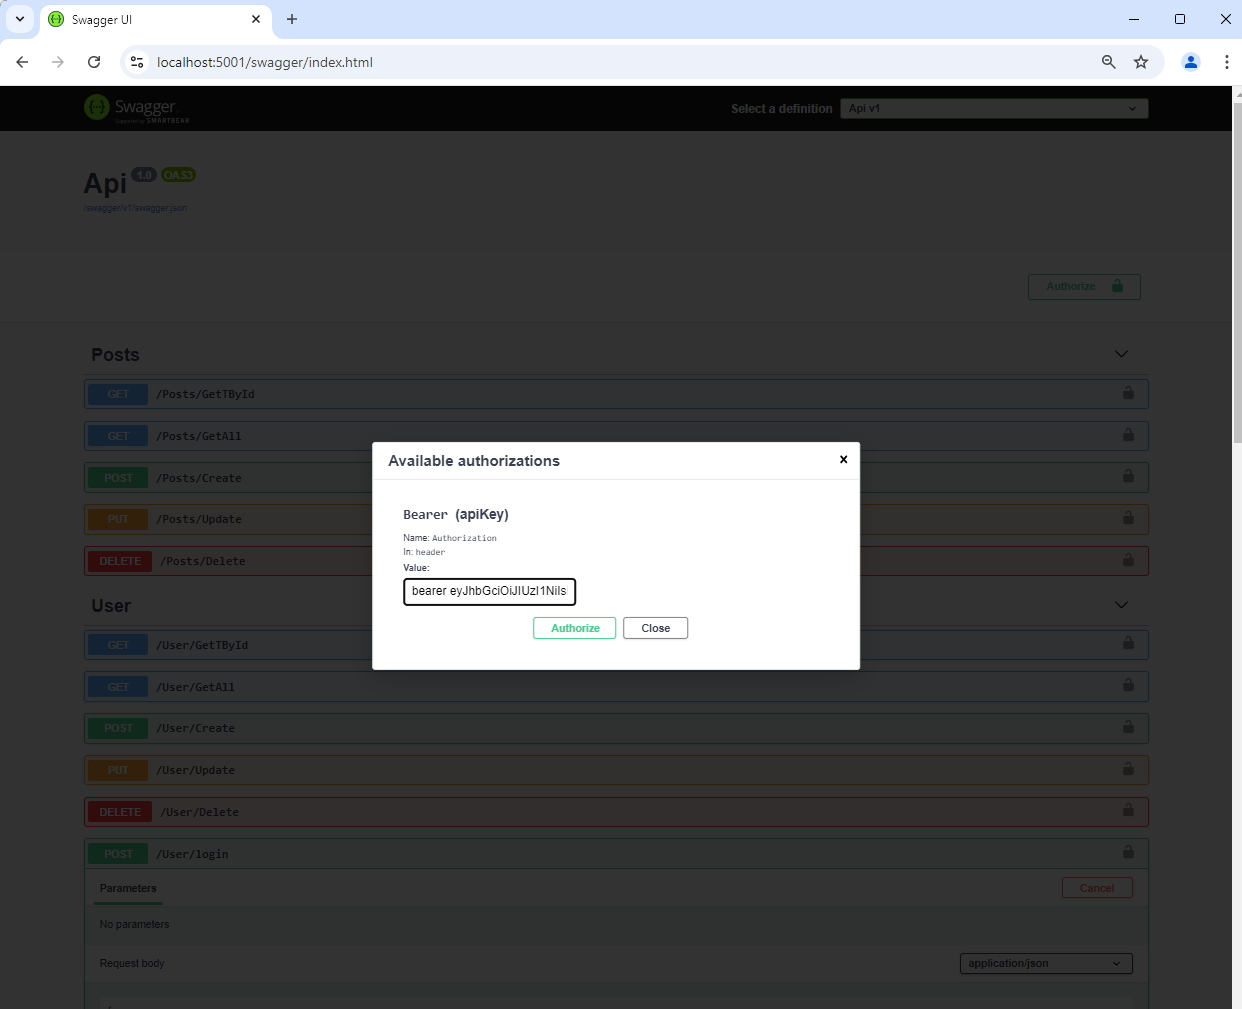 Swagger UI
localhost:5001/swagger/index.html
Swagger
Supported by SMARTBEAR
Select a definition
Api v1
Api 1.0 OAS3
/swagger/v1/swagger.json
Authorize
Posts
GET /Posts/GetTById
GET /Posts/GetAll
POST /Posts/Create
PUT /Posts/Update
DELETE /Posts/Delete
Available authorizations
Bearer (apiKey)
Name: Authorization
In: header
Value:
bearer eyJhbGciOiJIUzI1NiIs
Authorize Close
User
GET /User/GetTById
GET /User/GetAll
POST /User/Create
PUT /User/Update
DELETE /User/Delete
POST /User/login
Parameters
Cancel
No parameters
Request body
application/json